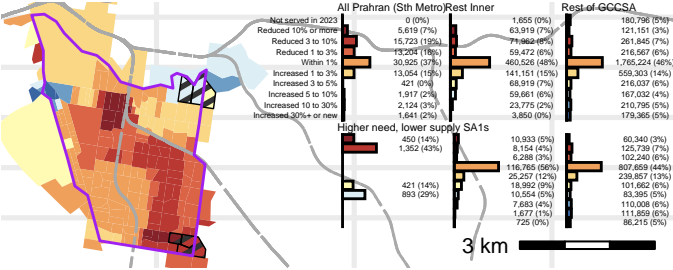 All Prahran (Sth Metro) Rest Inner Rest of GCCSA
Not served in 2023 0 (0%) 1,655 (0%) 180,796 (5%)
Reduced 10% or more 5,619 (7%) 63,919 (7%) 121,151 (3%)
Reduced 3 to 10% 15,723 (19%) 71,962 (8%) 261,845 (7%)
Reduced 1 to 3% 13,204 (16%) 59,472 (6%) 216,567 (6%)
Within 1% 30,925 (37%) 460,526 (48%) 1,765,224 (46%)
Increased 1 to 3% 13,054 (15%) 141,151 (15%) 559,303 (14%)
Increased 3 to 5% 421 (0%) 68,919 (7%) 216,037 (6%)
Increased 5 to 10% 1,917 (2%) 59,661 (6%) 167,032 (4%)
Increased 10 to 30% 2,124 (3%) 23,775 (2%) 210,795 (5%)
Increased 30%+ or new 1,641 (2%) 3,850 (0%) 179,365 (5%)
Higher need, lower supply SA1s
450 (14%) 10,933 (5%) 60,340 (3%)
1,352 (43%) 8,154 (4%) 125,739 (7%)
6,288 (3%) 102,240 (6%)
116,765 (56%) 807,659 (44%)
25,257 (12%) 239,857 (13%)
421 (14%) 18,992 (9%) 101,662 (6%)
893 (29%) 10,554 (5%) 83,395 (5%)
7,683 (4%) 110,008 (6%)
1,677 (1%) 111,859 (6%)
725 (0%) 86,215 (5%)
3 km